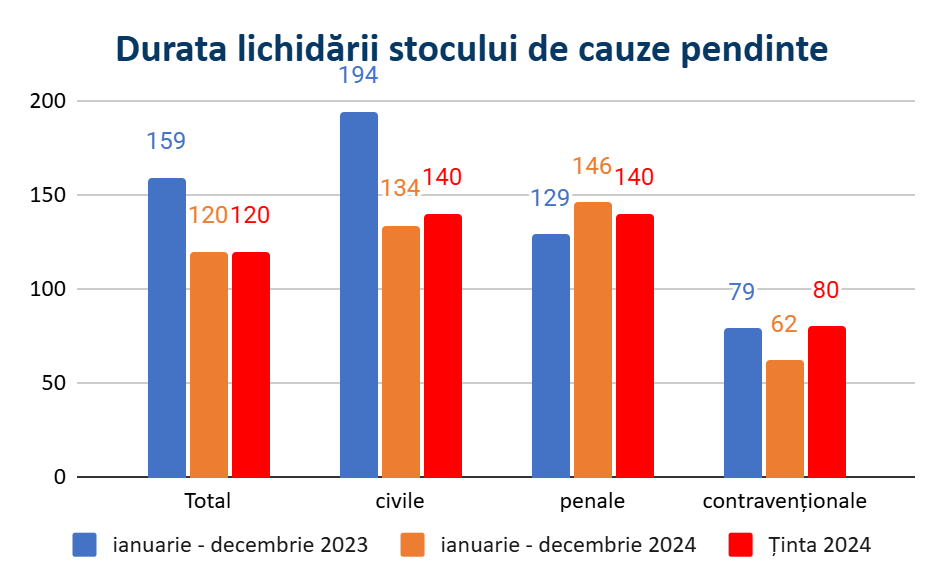 Durata lichidării stocului de cauze pendinte
194
200
159
146
140
134
140
150
129
120
120
100
79
80
62
50
0
Total
civile
penale
contravenționale
ianuarie - decembrie 2023
ianuarie - decembrie 2024
Ținta 2024